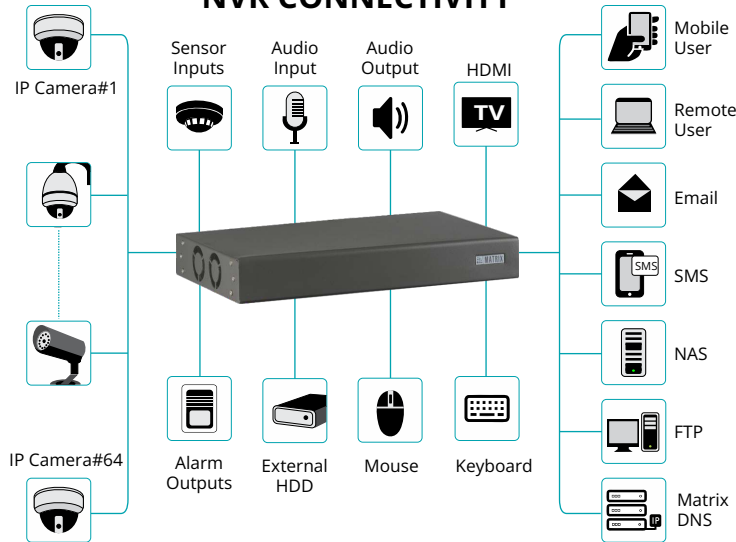 NVR CONNECTIVITY
IP Camera#1
Sensor
Inputs
Audio
Input
Audio
Output
HDMI
TV
Mobile
User
Remote
User
Email
SMS
SMS
NAS
FTP
Matrix
DNS
IP
MATRIX
IP Camera#64
Alarm
Outputs
External
HDD
Mouse
Keyboard